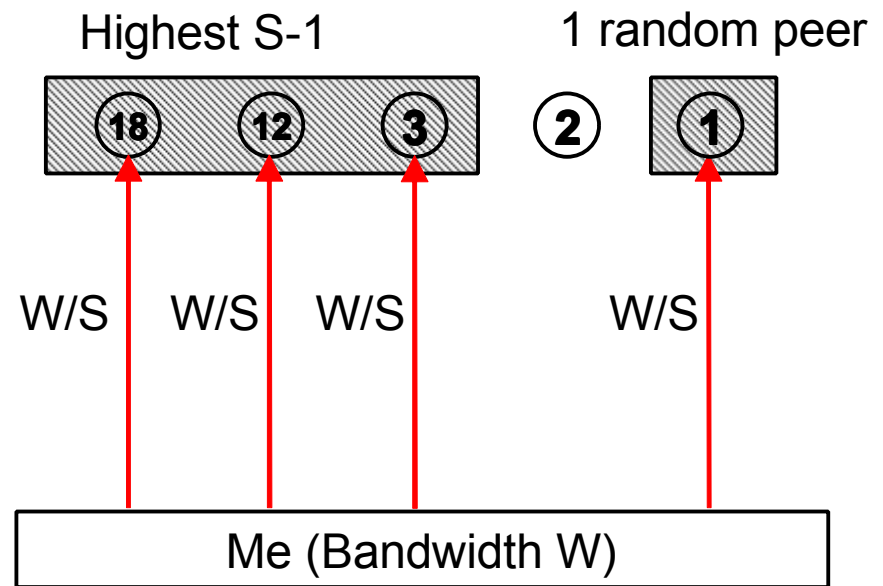 Highest S-1
1 random peer
18
12
3
2
1
W/S
W/S
W/S
W/S
Me (Bandwidth W)